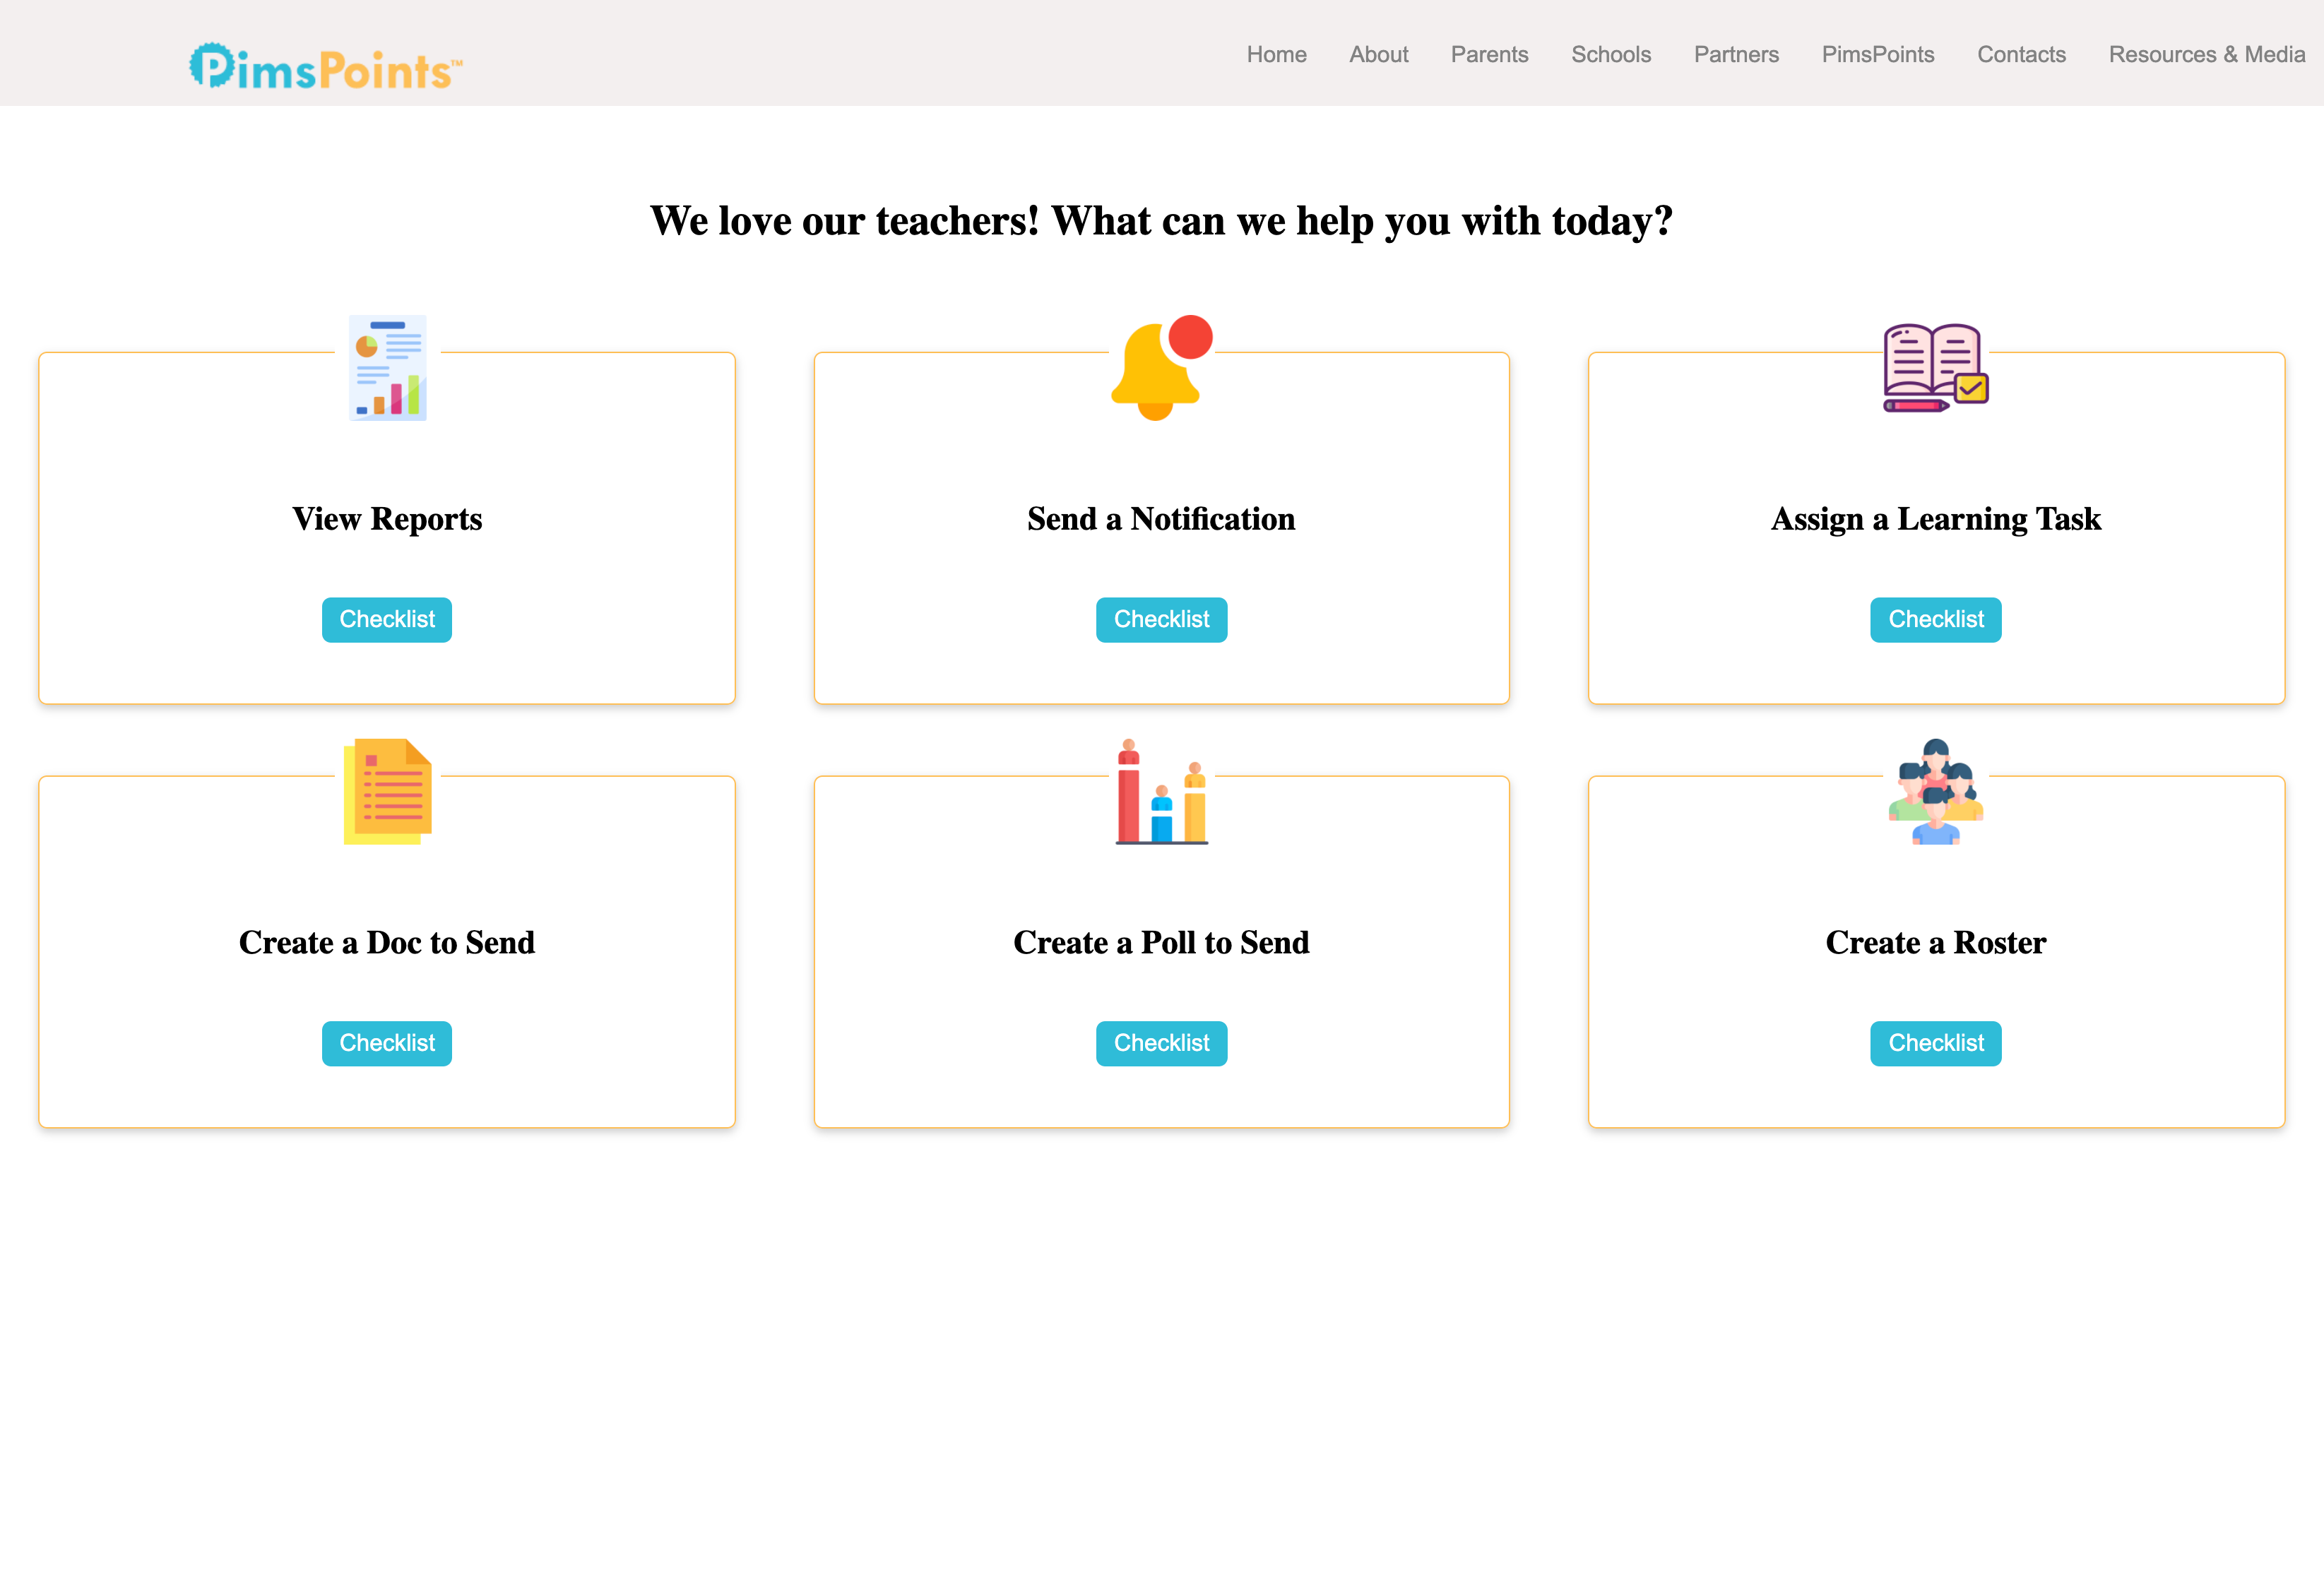 PimsPoints™
Home About Parents Schools Partners PimsPoints Contacts Resources & Media
We love our teachers! What can we help you with today?
View Reports
Checklist
Send a Notification
Checklist
Assign a Learning Task
Checklist
Create a Doc to Send
Checklist
Create a Poll to Send
Checklist
Create a Roster
Checklist